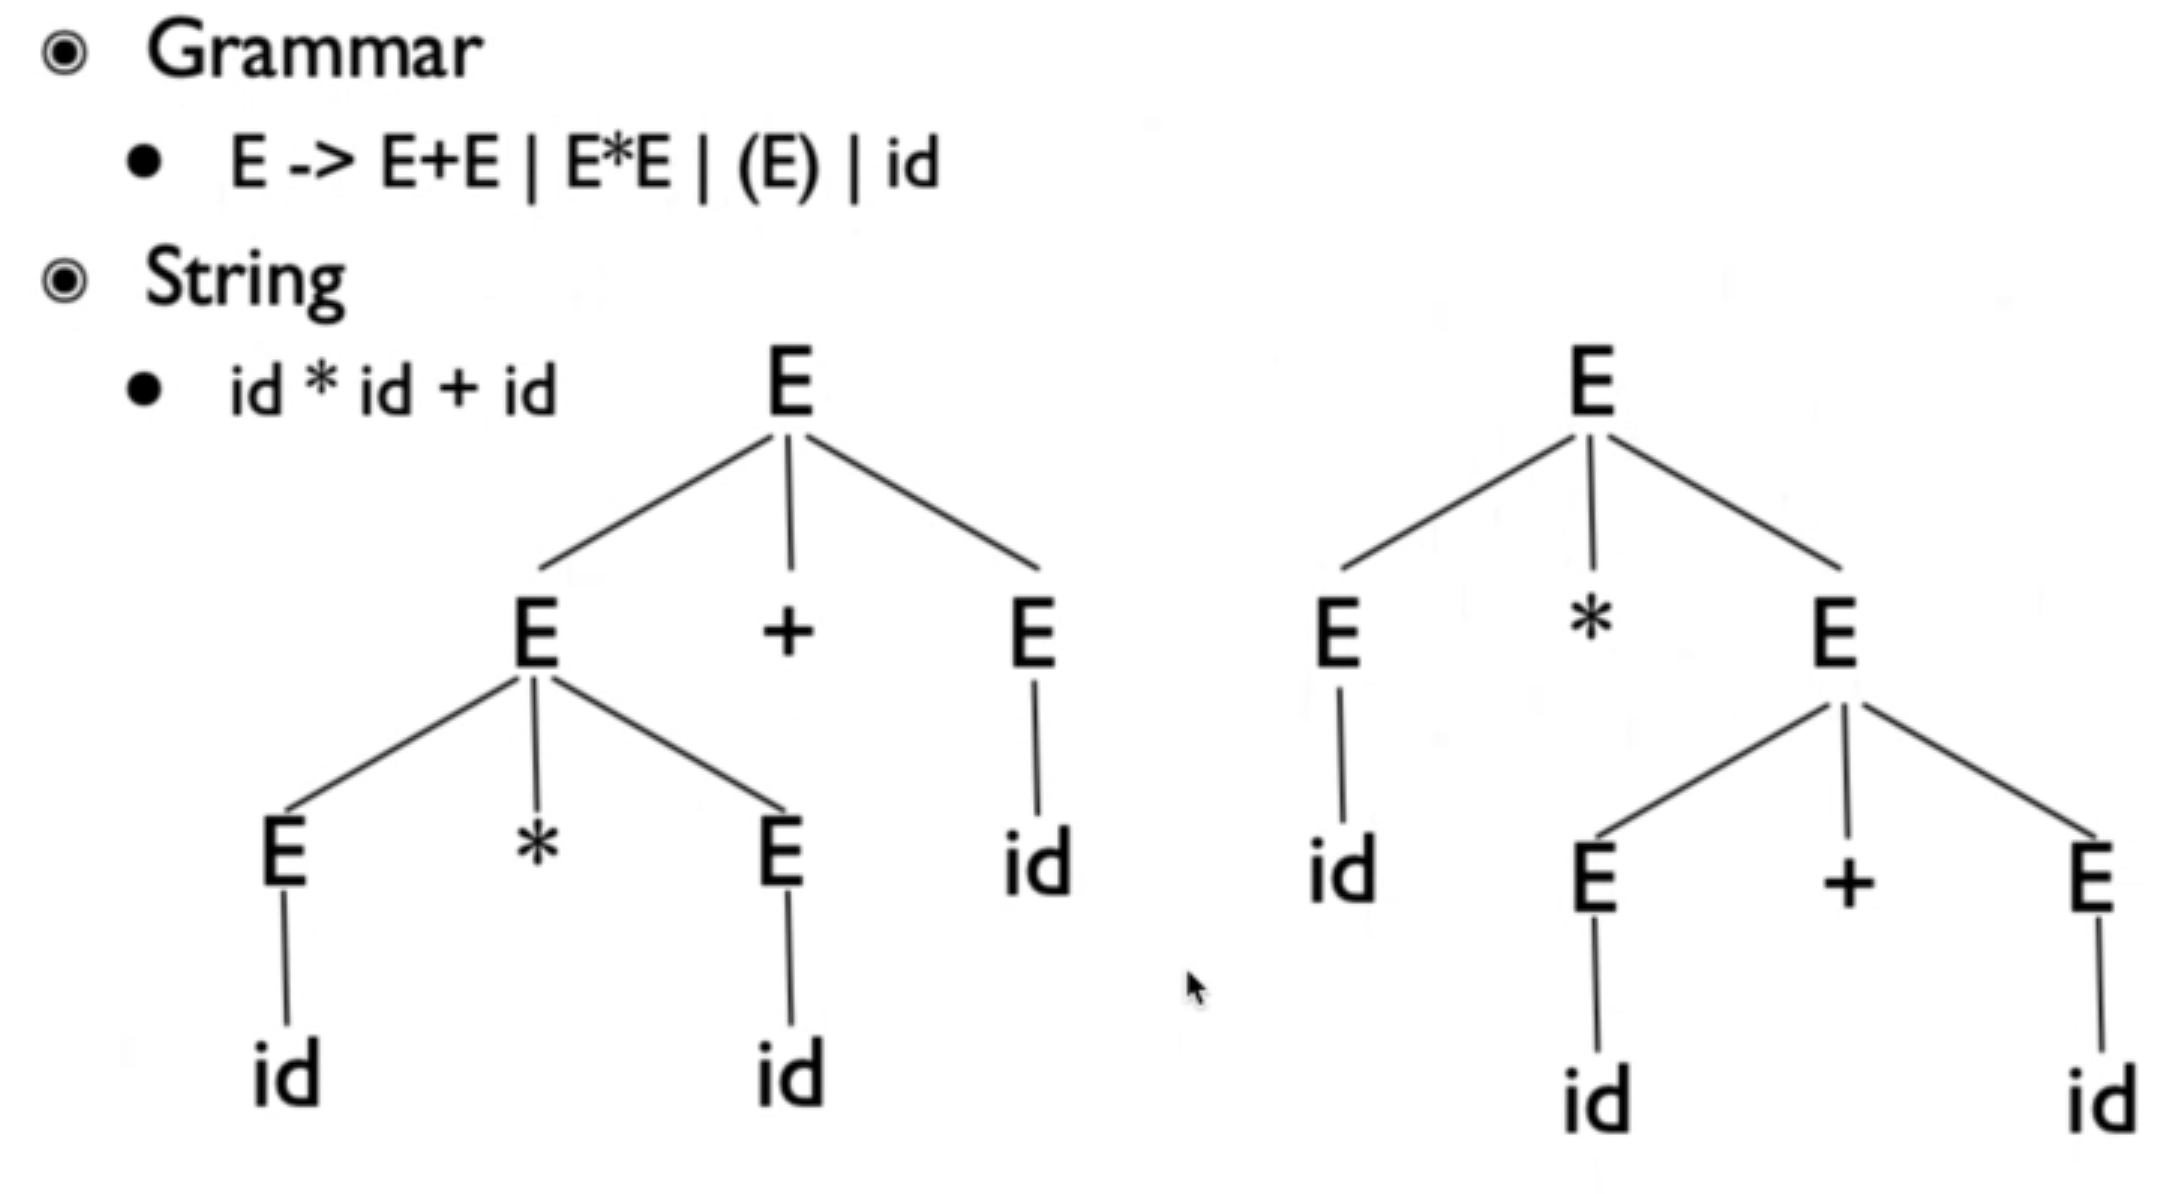 Grammar
E -> E+E | E*E | (E) | id
String
id * id + id
E E
E + E E * E
E * E id id E + E
id id id id